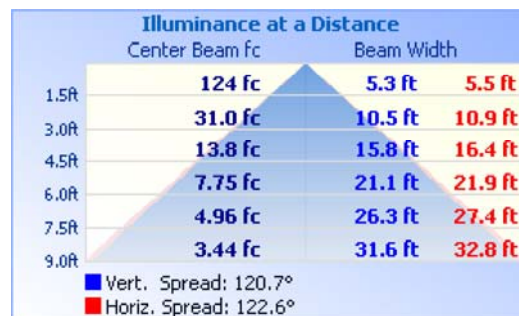 Illuminance at a Distance
Center Beam fc Beam Width
1.5ft 124 fc 5.3 ft 5.5 ft
3.0ft 31.0 fc 10.5 ft 10.9 ft
4.5ft 13.8 fc 15.8 ft 16.4 ft
6.0ft 7.75 fc 21.1 ft 21.9 ft
7.5ft 4.96 fc 26.3 ft 27.4 ft
9.0ft 3.44 fc 31.6 ft 32.8 ft
Vert. Spread: 120.7°
Horiz. Spread: 122.6°